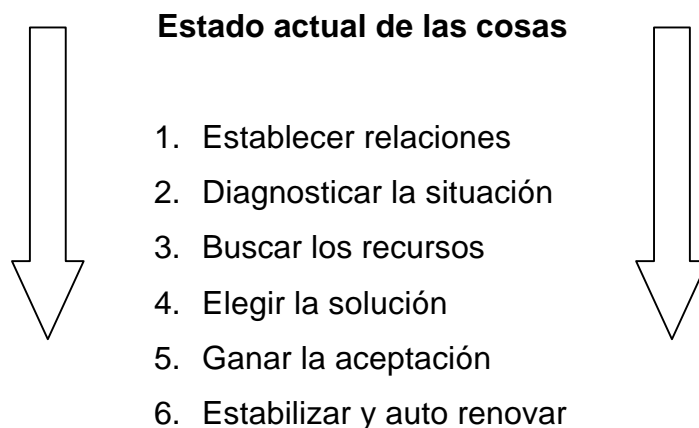 Estado actual de las cosas
1. Establecer relaciones
2. Diagnosticar la situación
3. Buscar los recursos
4. Elegir la solución
5. Ganar la aceptación
6. Estabilizar y auto renovar